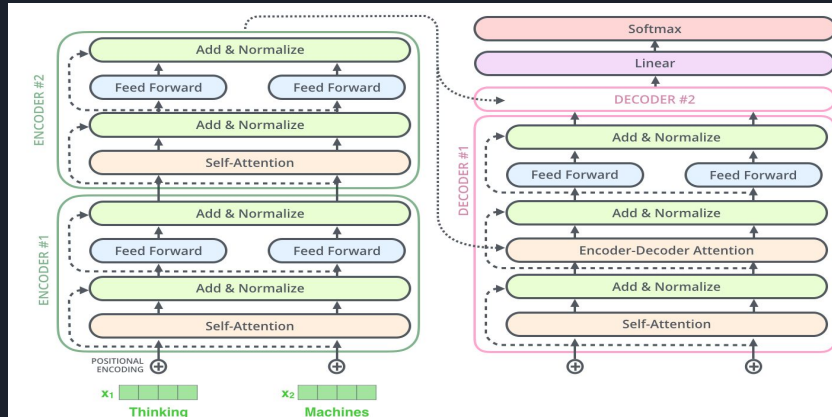 ENCODER #2
Add & Normalize
Feed Forward
Feed Forward
Add & Normalize
Self-Attention
ENCODER #1
Add & Normalize
Feed Forward
Feed Forward
Add & Normalize
Self-Attention
POSITIONAL
ENCODING
x₁
x₂
Thinking
Machines
Softmax
Linear
DECODER #2
DECODER #1
Add & Normalize
Feed Forward
Feed Forward
Add & Normalize
Encoder-Decoder Attention
Add & Normalize
Self-Attention